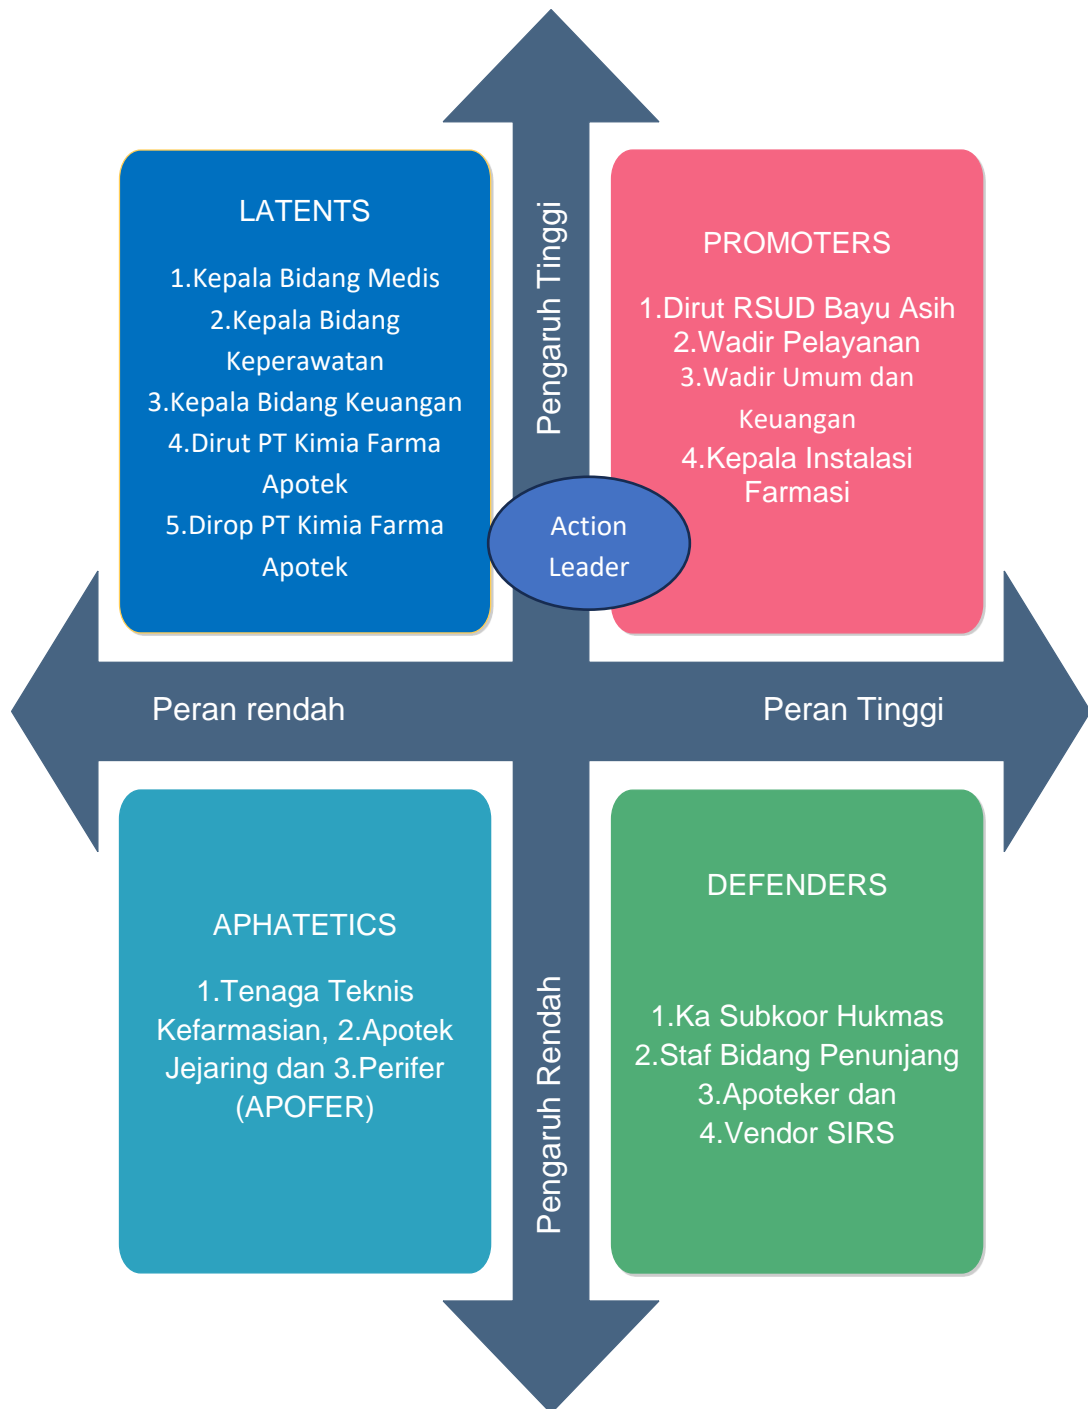 LATENTS
1.Kepala Bidang Medis
2.Kepala Bidang
Keperawatan
3.Kepala Bidang Keuangan
4.Dirut PT Kimia Farma
Apotek
5.Dirop PT Kimia Farma
Apotek
Pengaruh Tinggi
PROMOTERS
1.Dirut RSUD Bayu Asih
2.Wadir Pelayanan
3.Wadir Umum dan
Keuangan
4.Kepala Instalasi
Farmasi
Action
Leader
Peran rendah
Peran Tinggi
APHATETICS
1.Tenaga Teknis
Kefarmasian, 2.Apotek
Jejaring dan 3.Perifer
(APOFER)
Pengaruh Rendah
DEFENDERS
1.Ka Subkoor Hukmas
2.Staf Bidang Penunjang
3.Apoteker dan
4.Vendor SIRS